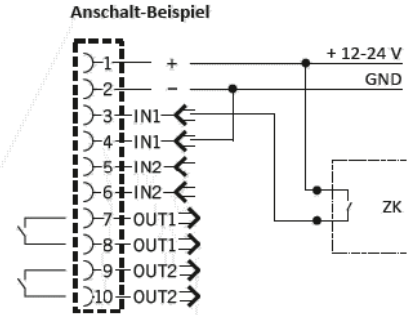 Anschalt-Beispiel
+ 12-24 V
1 +
GND
2 −
3 IN1
4 IN1
5 IN2
6 IN2
ZK
7 OUT1
8 OUT1
9 OUT2
10 OUT2